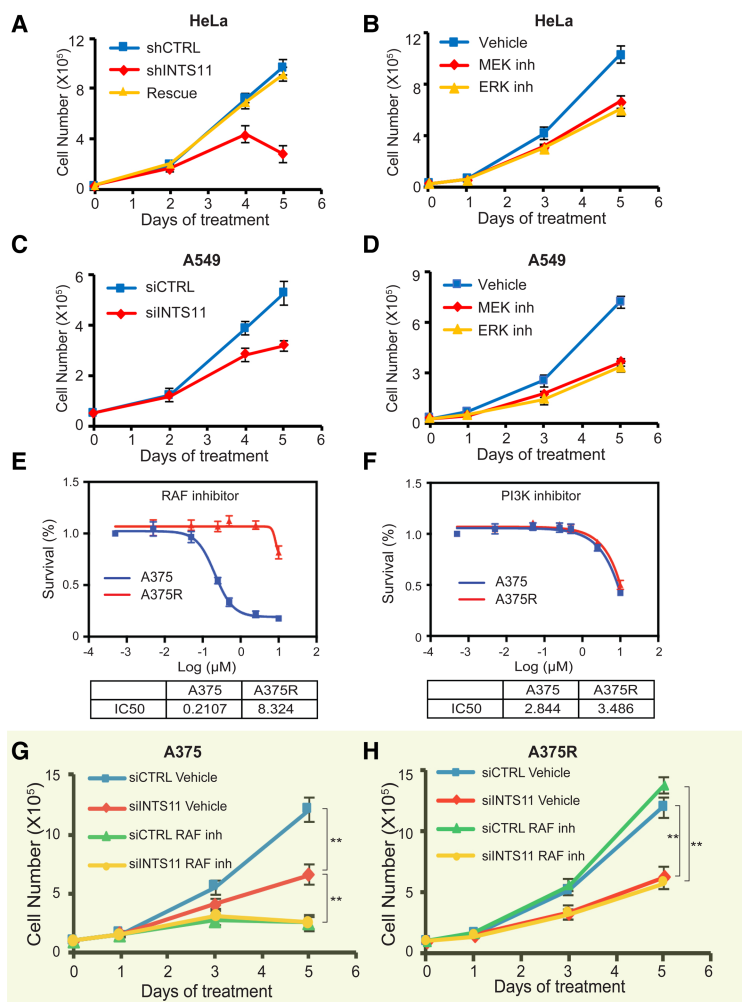 A
HeLa
Cell Number (X10⁵)
12
8
4
0
shCTRL
shINTS11
Rescue
0 1 2 3 4 5 6
Days of treatment
B
HeLa
Cell Number (X10⁵)
12
8
4
0
Vehicle
MEK inh
ERK inh
0 1 2 3 4 5 6
Days of treatment
C
A549
Cell Number (X10⁵)
6
4
2
0
siCTRL
siINTS11
0 1 2 3 4 5 6
Days of treatment
D
A549
Cell Number (X10⁵)
9
6
3
0
Vehicle
MEK inh
ERK inh
0 1 2 3 4 5 6
Days of treatment
E
RAF inhibitor
Survival (%)
1.5
1.0
0.5
0
A375
A375R
-4 -3 -2 -1 0 1 2
Log (µM)
A375 A375R
IC50 0.2107 8.324
F
PI3K inhibitor
Survival (%)
1.5
1.0
0.5
0
A375
A375R
-4 -3 -2 -1 0 1 2
Log (µM)
A375 A375R
IC50 2.844 3.486
G
A375
Cell Number (X10⁵)
15
10
5
0
siCTRL Vehicle
siINTS11 Vehicle
siCTRL RAF inh
siINTS11 RAF inh
**
**
0 1 2 3 4 5 6
Days of treatment
H
A375R
Cell Number (X10⁵)
15
10
5
0
siCTRL Vehicle
siINTS11 Vehicle
siCTRL RAF inh
siINTS11 RAF inh
** **
0 1 2 3 4 5 6
Days of treatment